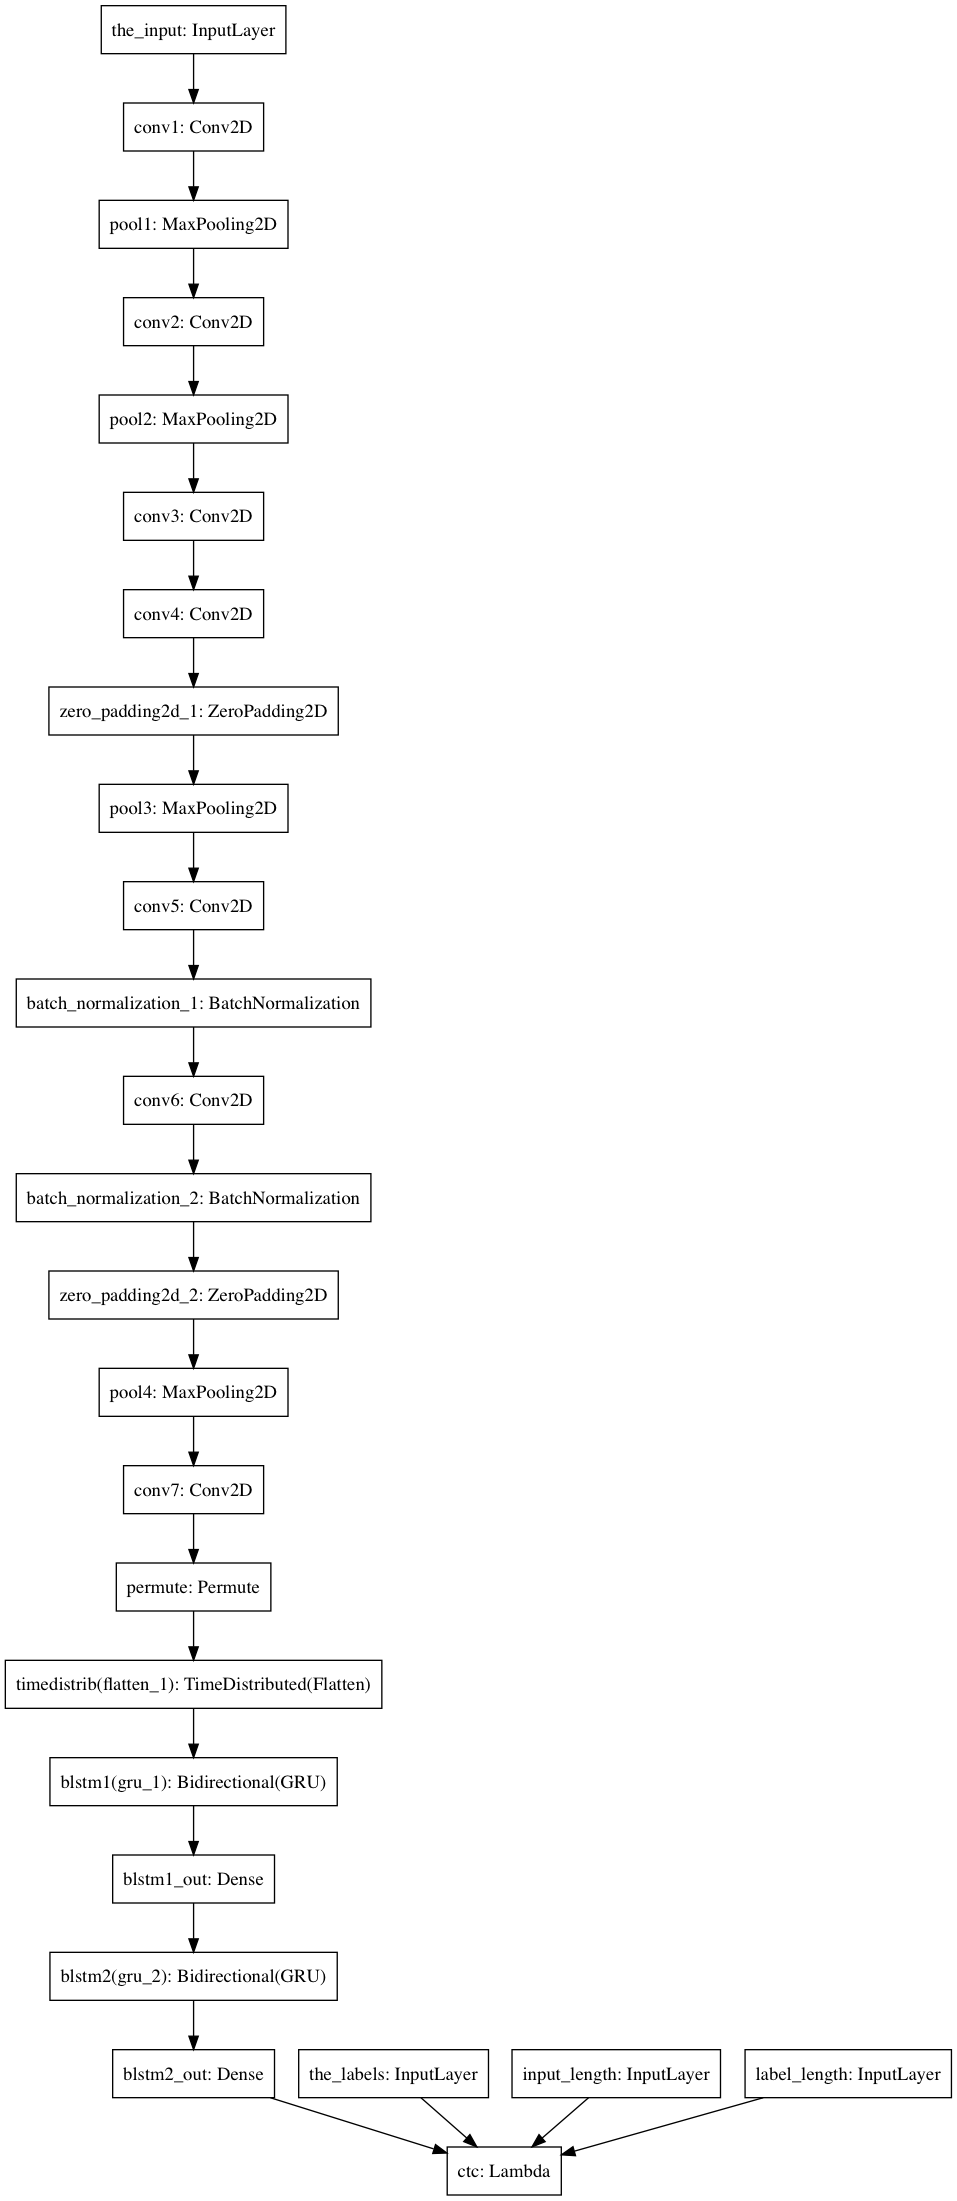 the_input: InputLayer
conv1: Conv2D
pool1: MaxPooling2D
conv2: Conv2D
pool2: MaxPooling2D
conv3: Conv2D
conv4: Conv2D
zero_padding2d_1: ZeroPadding2D
pool3: MaxPooling2D
conv5: Conv2D
batch_normalization_1: BatchNormalization
conv6: Conv2D
batch_normalization_2: BatchNormalization
zero_padding2d_2: ZeroPadding2D
pool4: MaxPooling2D
conv7: Conv2D
permute: Permute
timedistrib(flatten_1): TimeDistributed(Flatten)
blstm1(gru_1): Bidirectional(GRU)
blstm1_out: Dense
blstm2(gru_2): Bidirectional(GRU)
blstm2_out: Dense
the_labels: InputLayer
input_length: InputLayer
label_length: InputLayer
ctc: Lambda